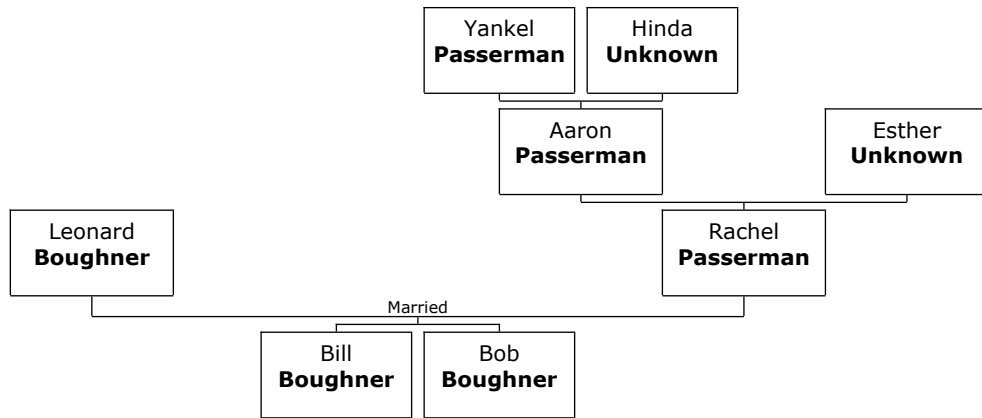 Yankel
Passerman
Hinda
Unknown
Aaron
Passerman
Esther
Unknown
Leonard
Boughner
Rachel
Passerman
Married
Bill
Boughner
Bob
Boughner